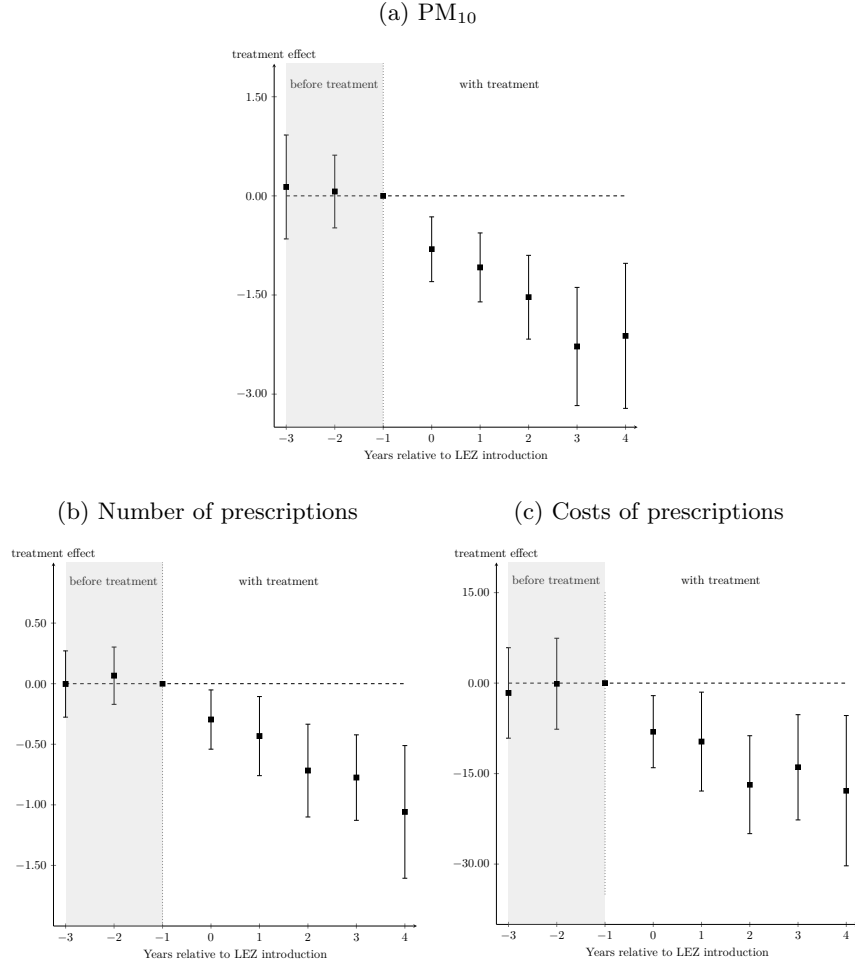 (a) PM₁₀
treatment effect
before treatment with treatment
1.50
0.00
−1.50
−3.00
−3 −2 −1 0 1 2 3 4
Years relative to LEZ introduction
(b) Number of prescriptions
treatment effect
before treatment with treatment
0.50
0.00
−0.50
−1.00
−1.50
−3 −2 −1 0 1 2 3 4
Years relative to LEZ introduction
(c) Costs of prescriptions
treatment effect
before treatment with treatment
15.00
0.00
−15.00
−30.00
−3 −2 −1 0 1 2 3 4
Years relative to LEZ introduction